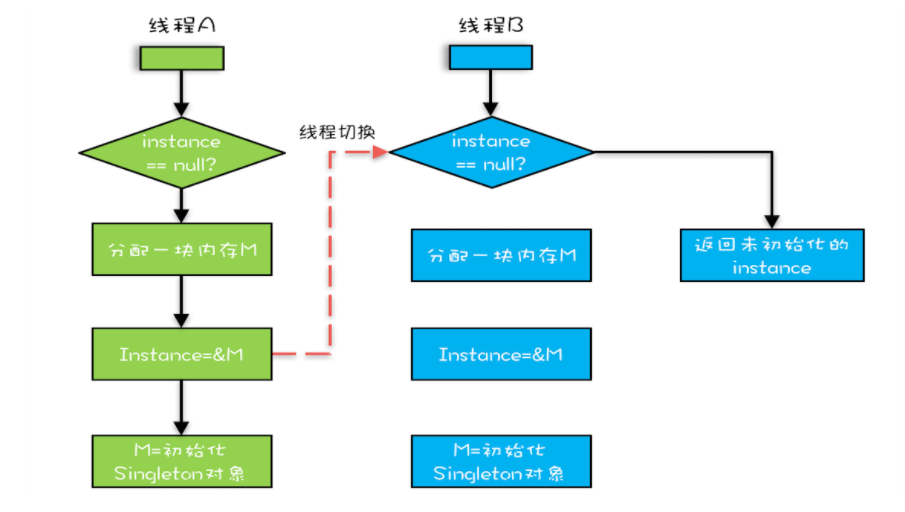 线程A
线程B
instance
== null?
线程切换
instance
== null?
分配一块内存M
分配一块内存M
返回未初始化的
instance
Instance=&M
Instance=&M
M=初始化
Singleton对象
M=初始化
Singleton对象